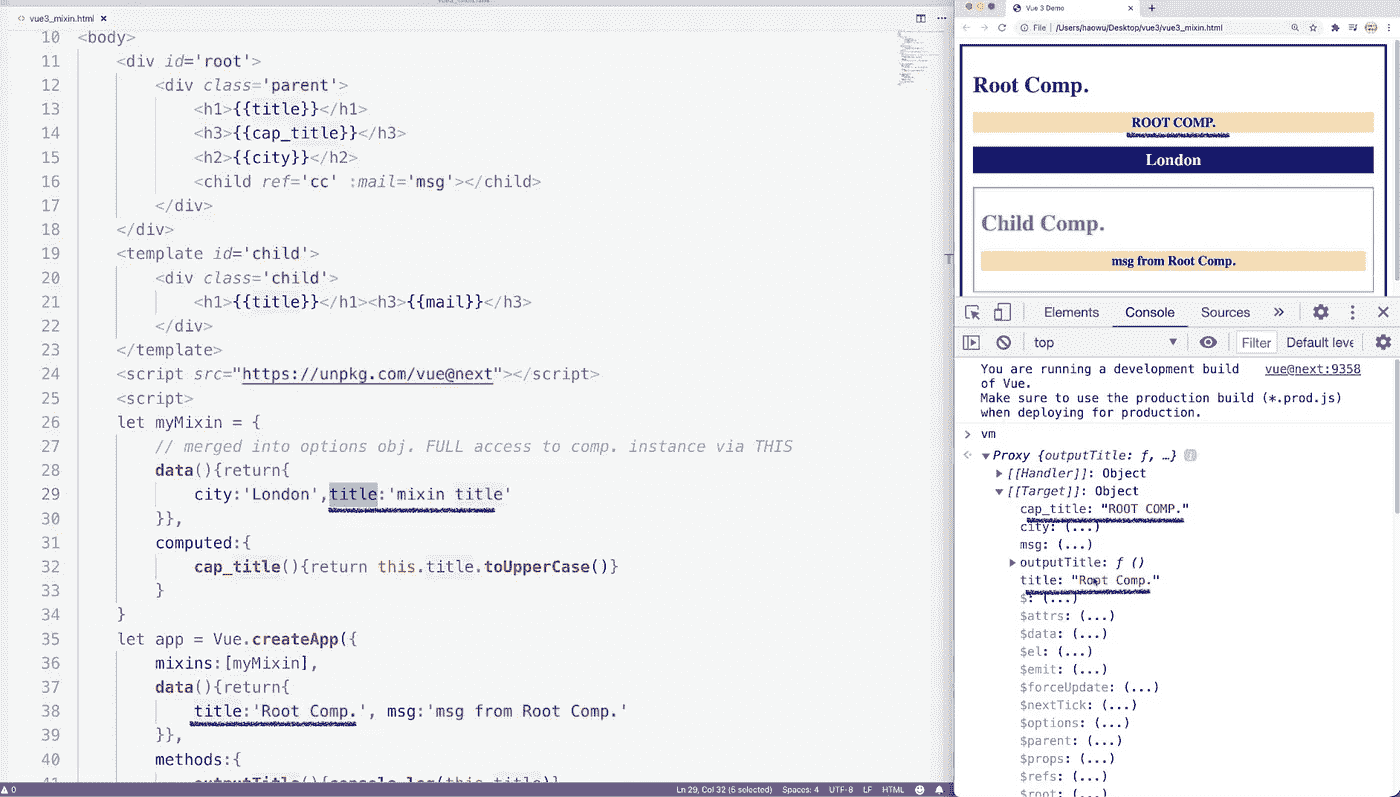 vue3_mixin.html
10 <body>
11 <div id='root'>
12 <div class='parent'>
13 <h1>{{title}}</h1>
14 <h3>{{cap_title}}</h3>
15 <h2>{{city}}</h2>
16 <child ref='cc' :mail='msg'></child>
17 </div>
18 </div>
19 <template id='child'>
20 <div class='child'>
21 <h1>{{title}}</h1><h3>{{mail}}</h3>
22 </div>
23 </template>
24 <script src="https://unpkg.com/vue@next"></script>
25 <script>
26 let myMixin = {
27 // merged into options obj. FULL access to comp. instance via THIS
28 data(){return{
29 city:'London',title:'mixin title'
30 }},
31 computed:{
32 cap_title(){return this.title.toUpperCase()}
33 }
34 }
35 let app = Vue.createApp({
36 mixins:[myMixin],
37 data(){return{
38 title:'Root Comp.', msg:'msg from Root Comp.'
39 }},
40 methods:{
41 outputTitle(){console.log(this.title)}
0
Ln 29, Col 32 (5 selected) Spaces: 4 UTF-8 LF HTML
Vue 3 Demo
File | /Users/haowu/Desktop/vue3/vue3_mixin.html
Root Comp.
ROOT COMP.
London
Child Comp.
msg from Root Comp.
Elements Console Sources »
top Filter Default leve
You are running a development build vue@next:9358
of Vue.
Make sure to use the production build (*.prod.js)
when deploying for production.
> vm
Proxy {outputTitle: ƒ, …}
[[Handler]]: Object
[[Target]]: Object
cap_title: "ROOT COMP."
city: (...)
msg: (...)
outputTitle: ƒ ()
title: "Root Comp."
$: (...)
$attrs: (...)
$data: (...)
$el: (...)
$emit: (...)
$forceUpdate: (...)
$nextTick: (...)
$options: (...)
$parent: (...)
$props: (...)
$refs: (...)
$root: (...)